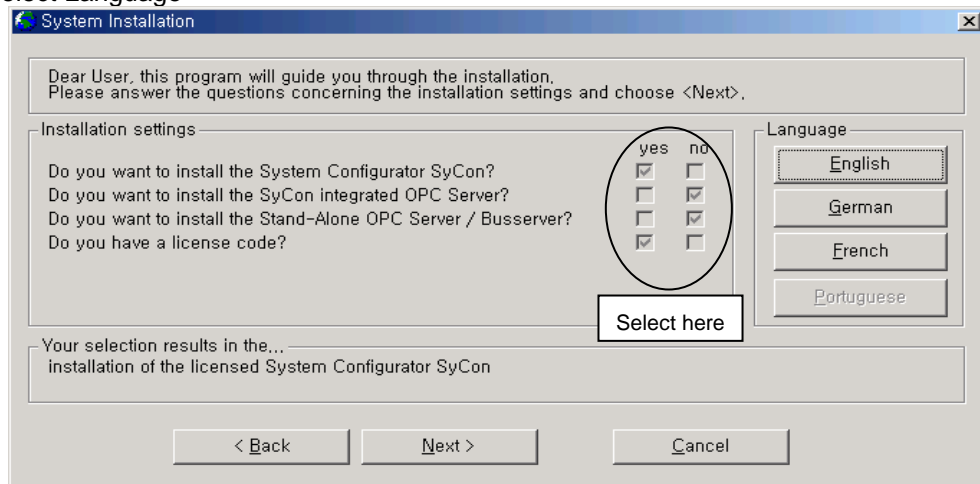 elect Language
System Installation
Dear User, this program will guide you through the installation,
Please answer the questions concerning the installation settings and choose <Next>,
Installation settings
yes no
Do you want to install the System Configurator SyCon?
Do you want to install the SyCon integrated OPC Server?
Do you want to install the Stand-Alone OPC Server / Busserver?
Do you have a license code?
Select here
Language
English
German
French
Portuguese
Your selection results in the,,,
installation of the licensed System Configurator SyCon
< Back
Next >
Cancel